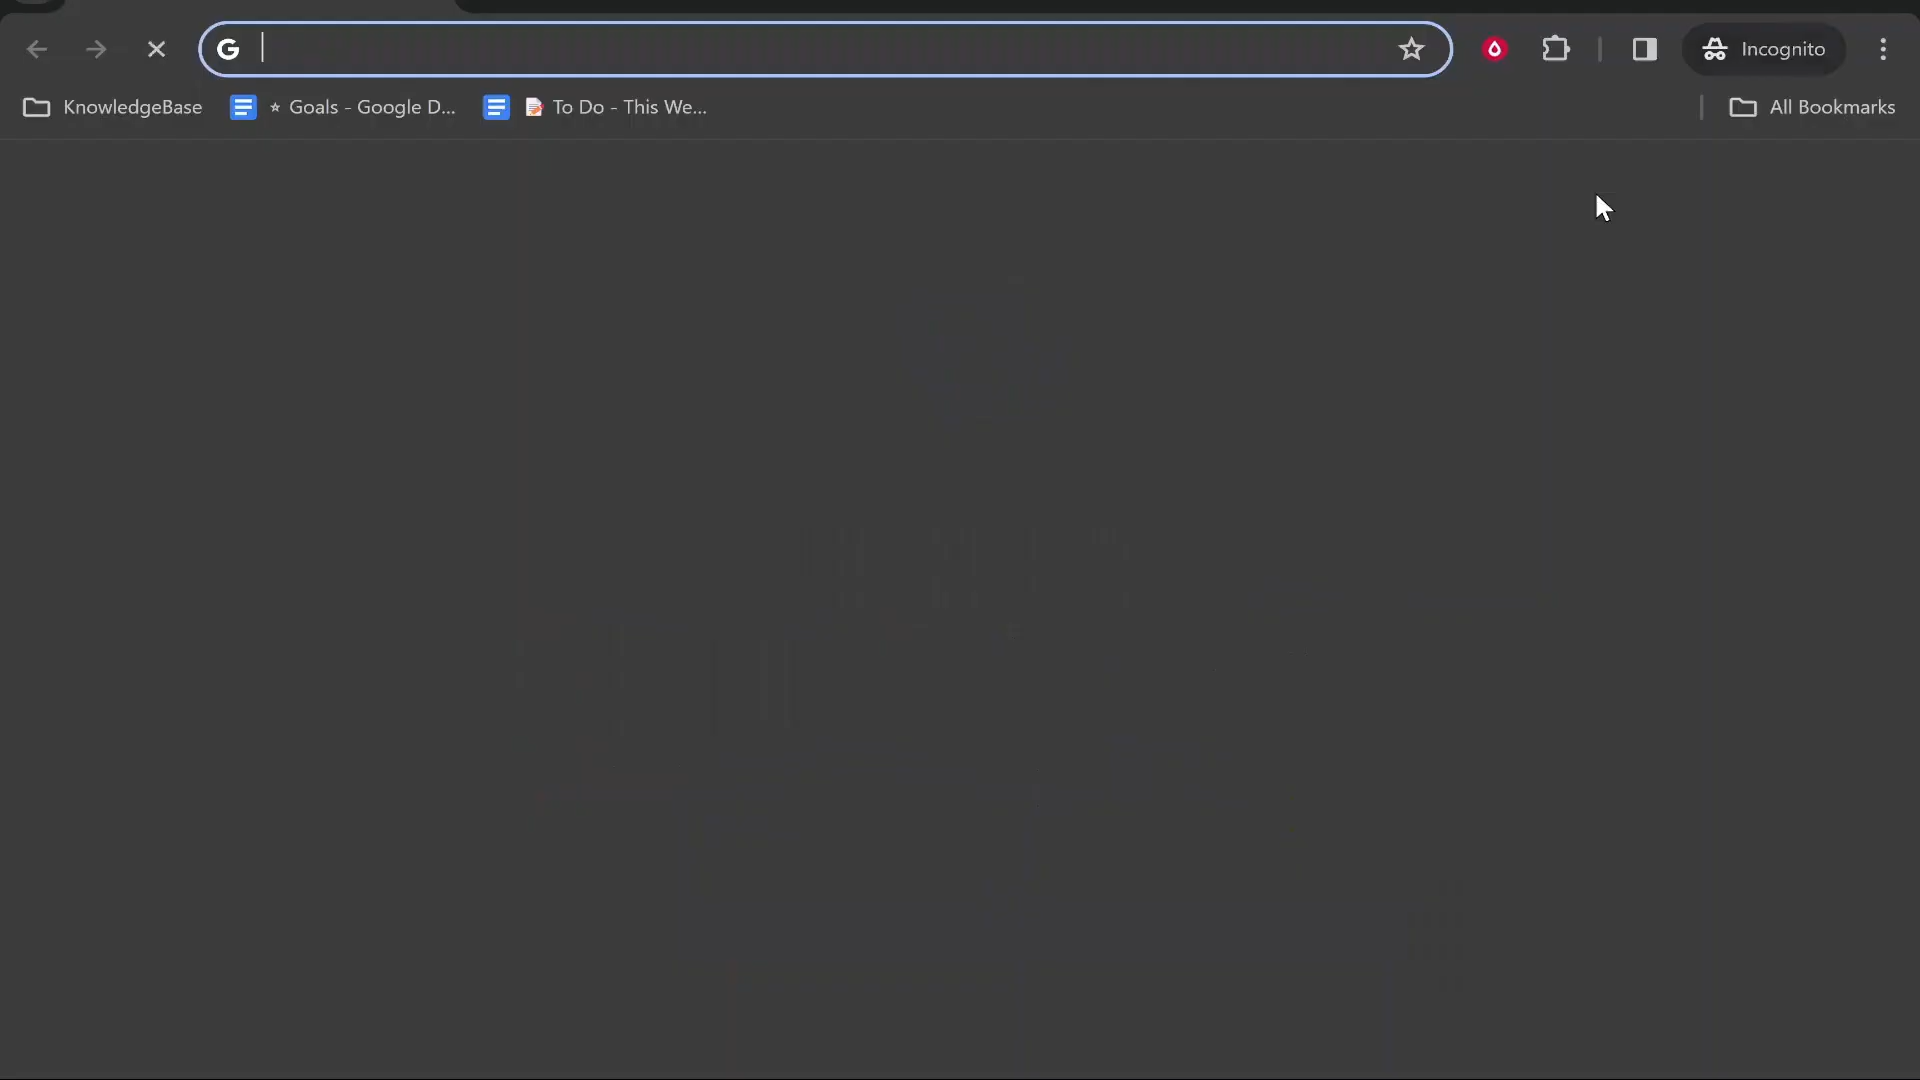 Incognito
KnowledgeBase
⭐ Goals - Google D...
To Do - This We...
All Bookmarks